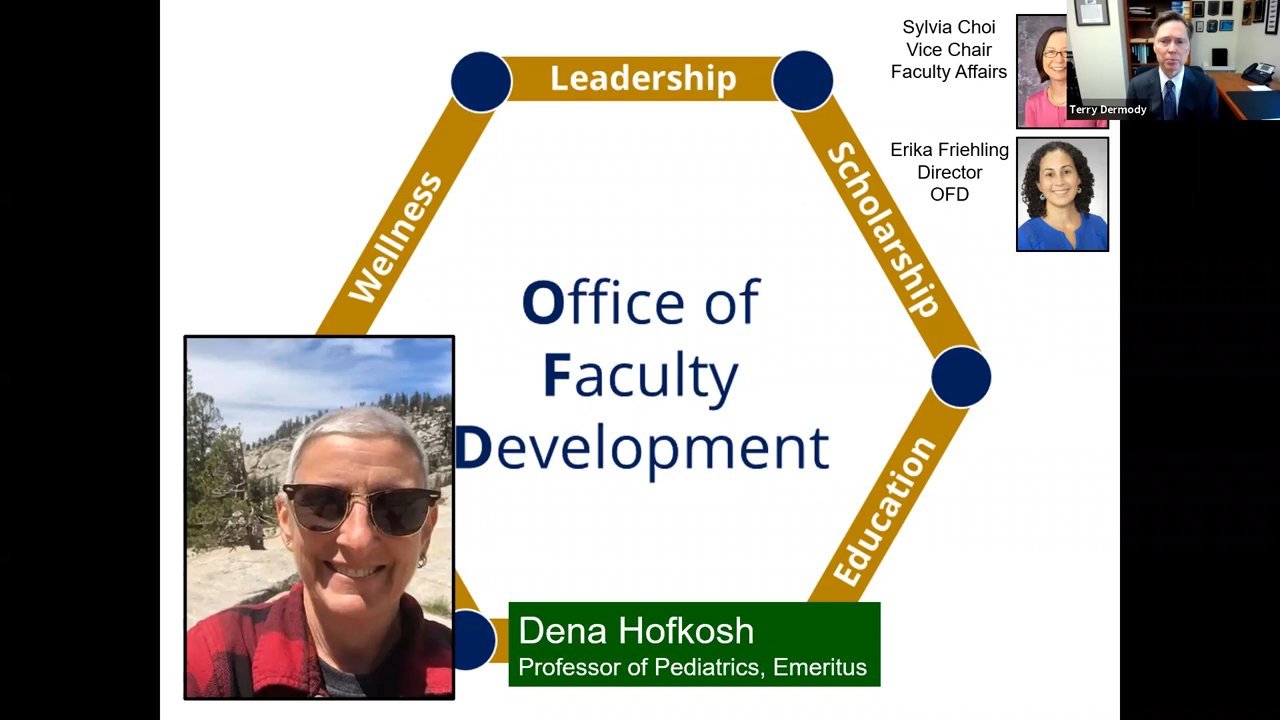 Leadership
Sylvia Choi
Vice Chair
Faculty Affairs
Terry Dermody
Erika Friehling
Director
OFD
Wellness
Scholarship
Office of
Faculty
Development
Education
Dena Hofkosh
Professor of Pediatrics, Emeritus